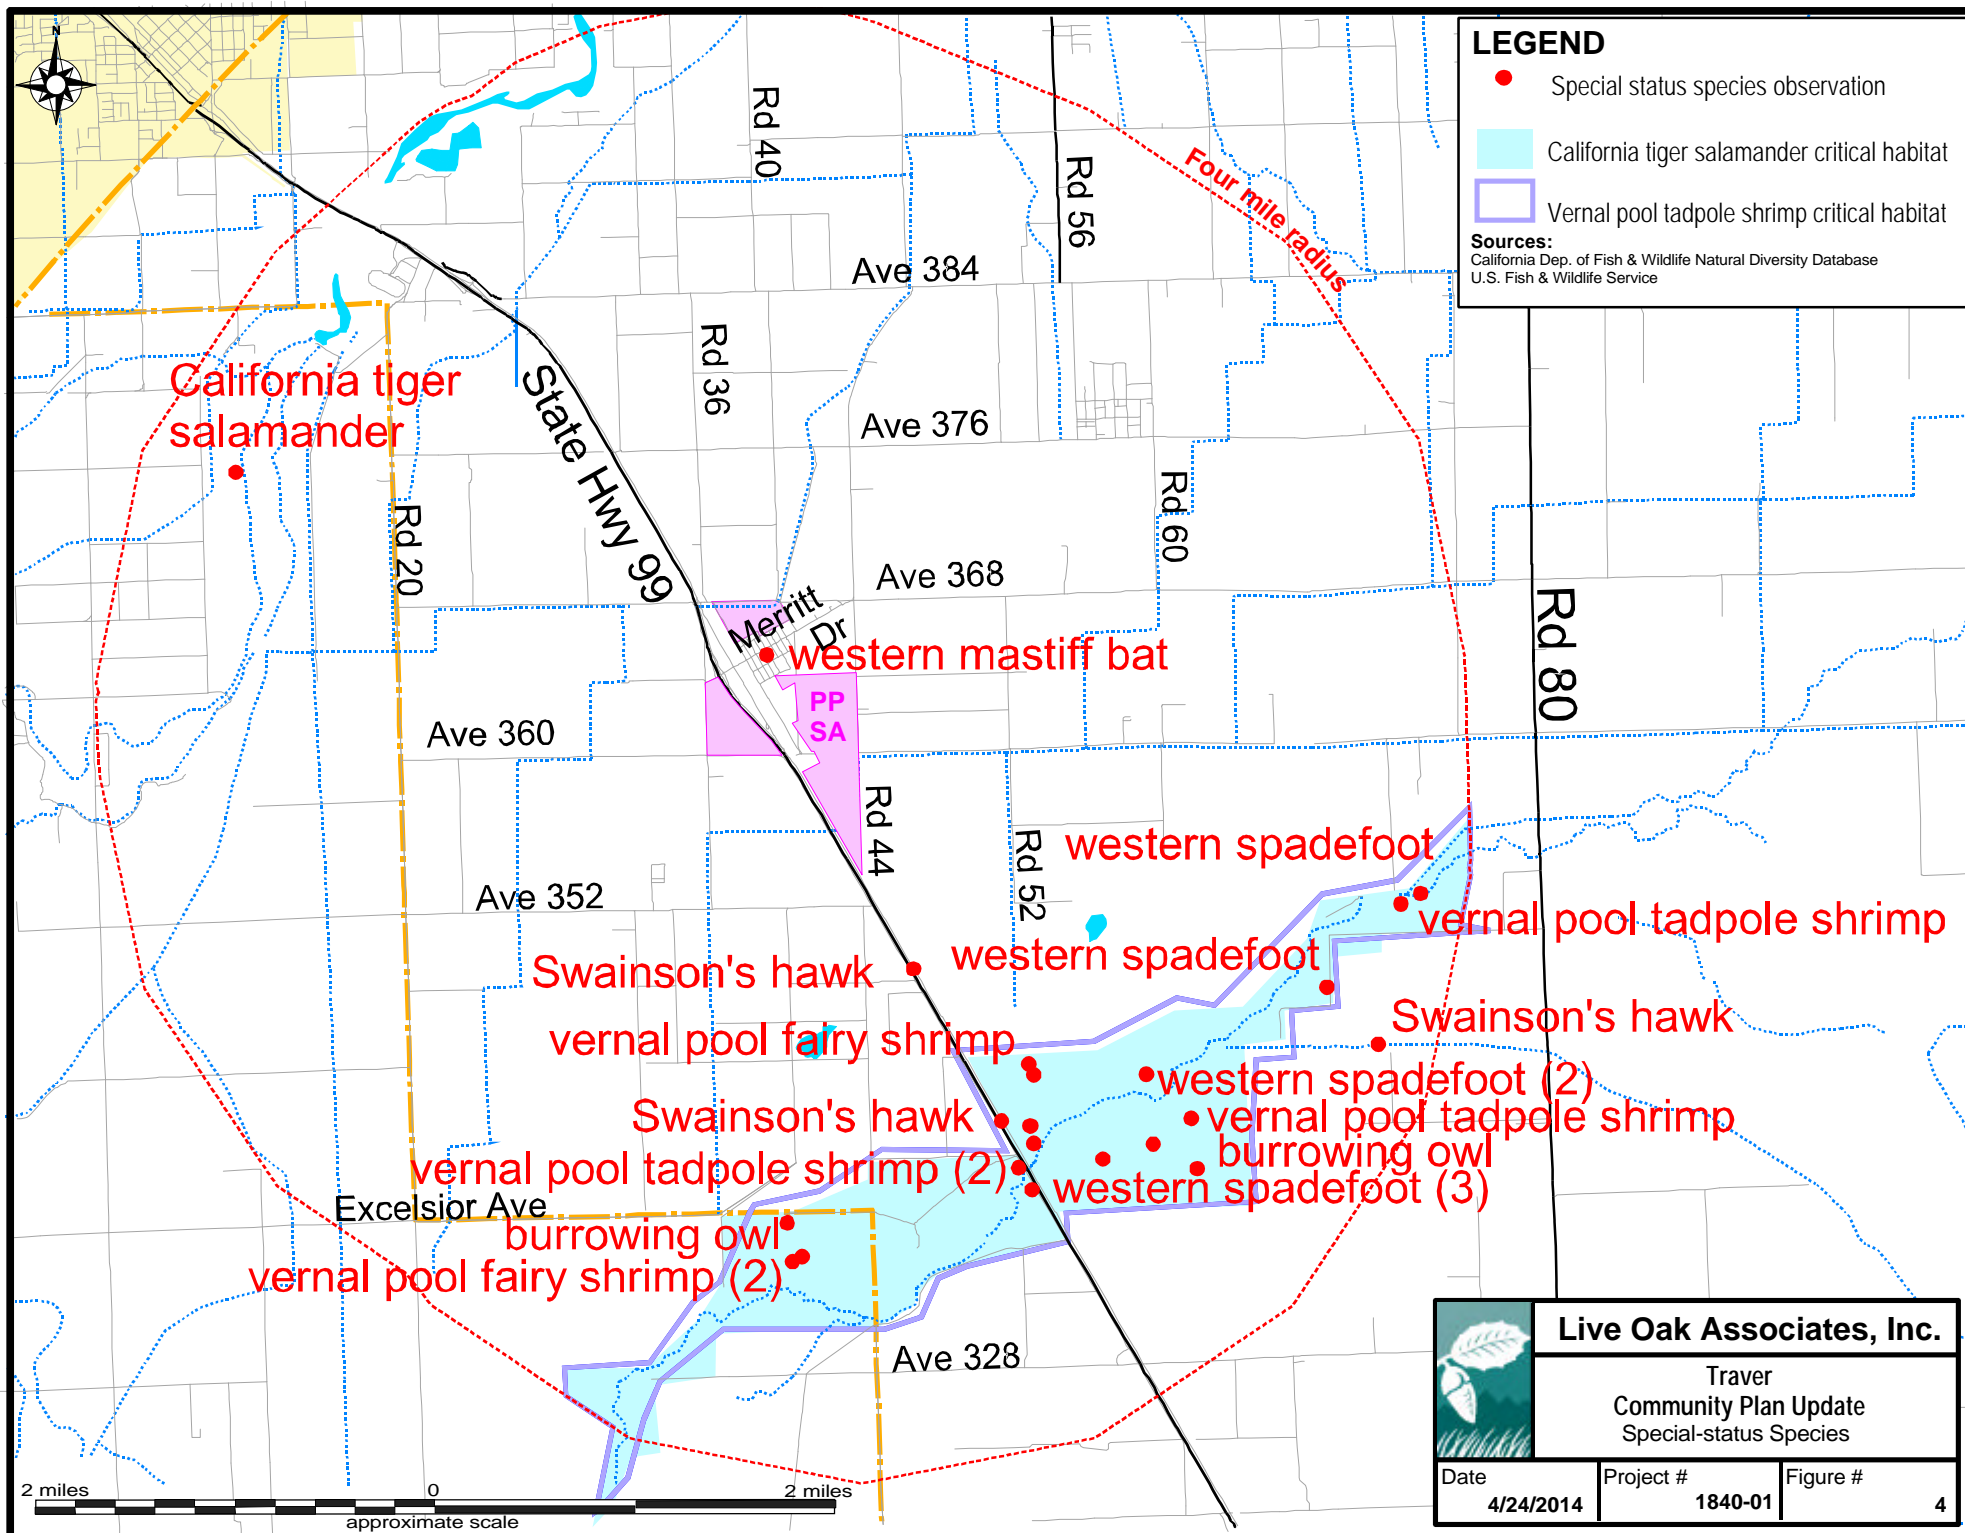 N
LEGEND
Special status species observation
California tiger salamander critical habitat
Vernal pool tadpole shrimp critical habitat
Sources:
California Dep. of Fish & Wildlife Natural Diversity Database
U.S. Fish & Wildlife Service
Rd 40
Rd 56
Four mile radius
Ave 384
Rd 36
State Hwy 99
California tiger
salamander
Ave 376
Rd 60
Rd 20
Ave 368
Rd 80
Merritt
Dr
western mastiff bat
PP
SA
Ave 360
Rd 44
Rd 52
western spadefoot
Ave 352
vernal pool tadpole shrimp
western spadefoot
Swainson's hawk
Swainson's hawk
vernal pool fairy shrimp
western spadefoot (2)
Swainson's hawk
vernal pool tadpole shrimp
burrowing owl
vernal pool tadpole shrimp (2)
western spadefoot (3)
Excelsior Ave
burrowing owl
vernal pool fairy shrimp (2)
Ave 328
2 miles
0
2 miles
approximate scale
Live Oak Associates, Inc.
Traver
Community Plan Update
Special-status Species
Date
4/24/2014
Project #
1840-01
Figure #
4